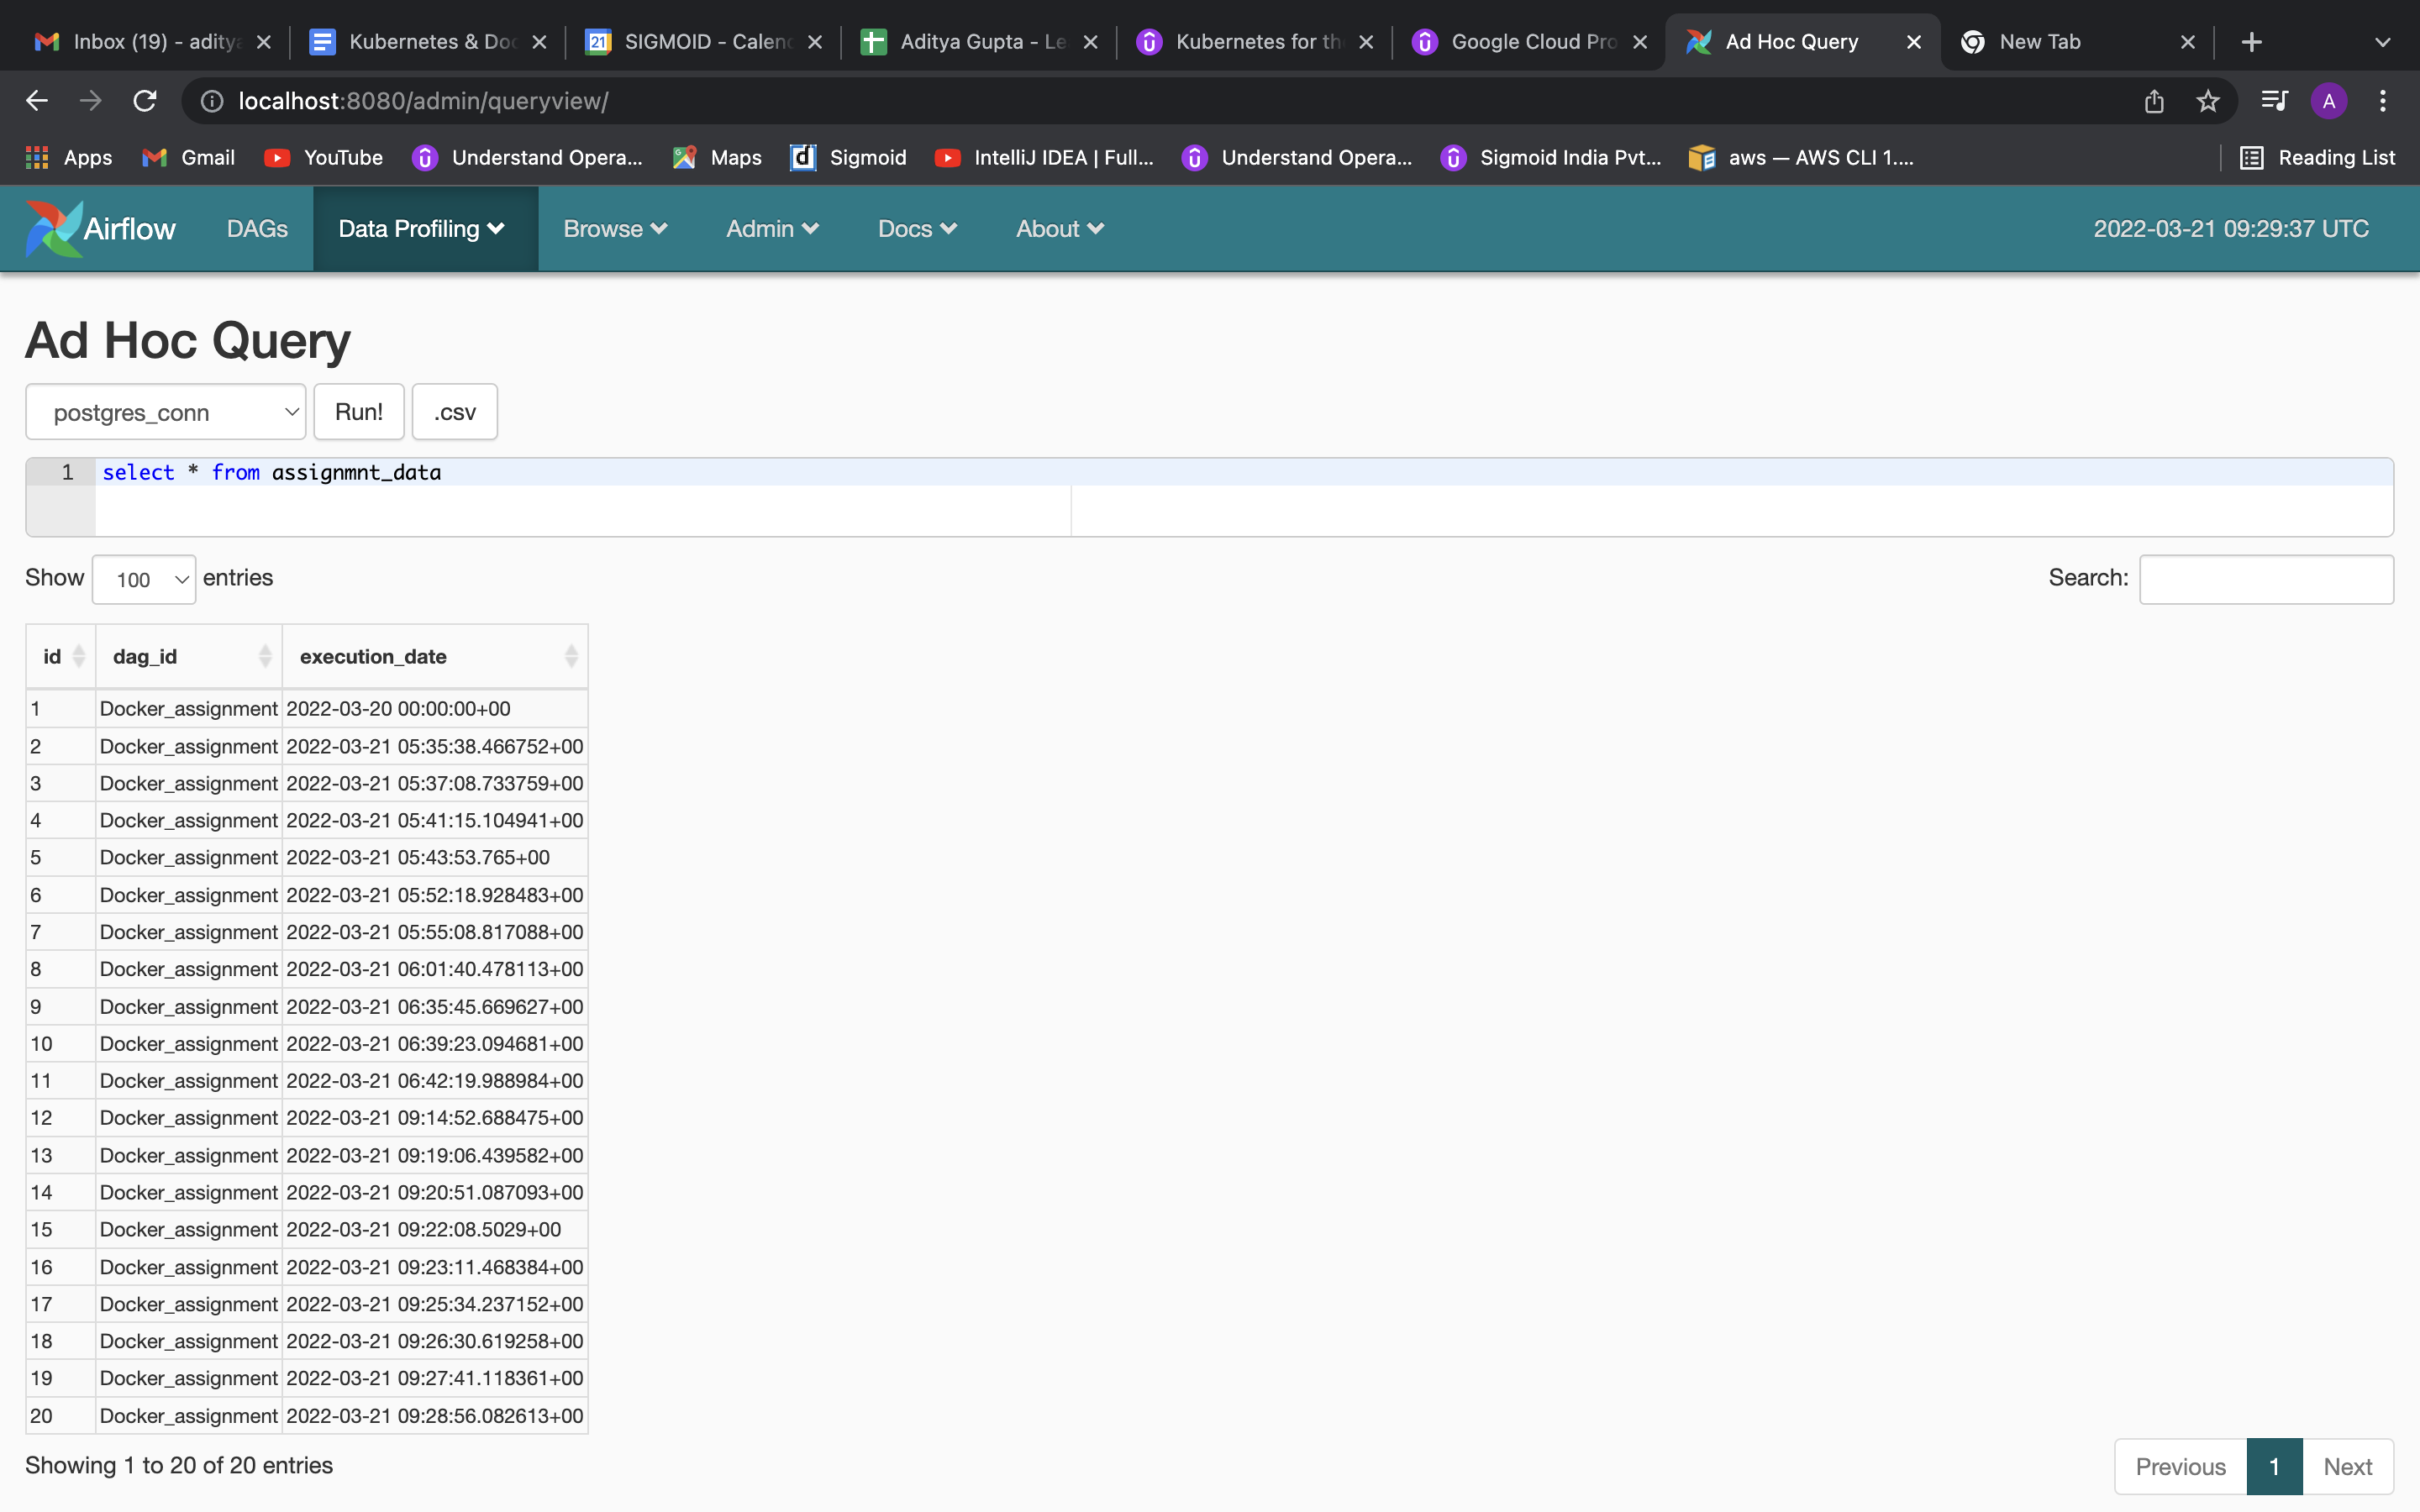 Inbox (19) - aditya
Kubernetes & Doc
21
SIGMOID - Calend
Aditya Gupta - Le
Kubernetes for th
Google Cloud Pro
Ad Hoc Query
New Tab
localhost:8080/admin/queryview/
A
Apps
Gmail
YouTube
Understand Opera...
Maps
Sigmoid
IntelliJ IDEA | Full...
Understand Opera...
Sigmoid India Pvt...
aws — AWS CLI 1....
Reading List
Airflow
DAGs
Data Profiling
Browse
Admin
Docs
About
2022-03-21 09:29:37 UTC
Ad Hoc Query
postgres_conn
Run!
.csv
1 select * from assignmnt_data
Show 100 entries
Search:
id dag_id execution_date
1 Docker_assignment 2022-03-20 00:00:00+00
2 Docker_assignment 2022-03-21 05:35:38.466752+00
3 Docker_assignment 2022-03-21 05:37:08.733759+00
4 Docker_assignment 2022-03-21 05:41:15.104941+00
5 Docker_assignment 2022-03-21 05:43:53.765+00
6 Docker_assignment 2022-03-21 05:52:18.928483+00
7 Docker_assignment 2022-03-21 05:55:08.817088+00
8 Docker_assignment 2022-03-21 06:01:40.478113+00
9 Docker_assignment 2022-03-21 06:35:45.669627+00
10 Docker_assignment 2022-03-21 06:39:23.094681+00
11 Docker_assignment 2022-03-21 06:42:19.988984+00
12 Docker_assignment 2022-03-21 09:14:52.688475+00
13 Docker_assignment 2022-03-21 09:19:06.439582+00
14 Docker_assignment 2022-03-21 09:20:51.087093+00
15 Docker_assignment 2022-03-21 09:22:08.5029+00
16 Docker_assignment 2022-03-21 09:23:11.468384+00
17 Docker_assignment 2022-03-21 09:25:34.237152+00
18 Docker_assignment 2022-03-21 09:26:30.619258+00
19 Docker_assignment 2022-03-21 09:27:41.118361+00
20 Docker_assignment 2022-03-21 09:28:56.082613+00
Showing 1 to 20 of 20 entries
Previous 1 Next